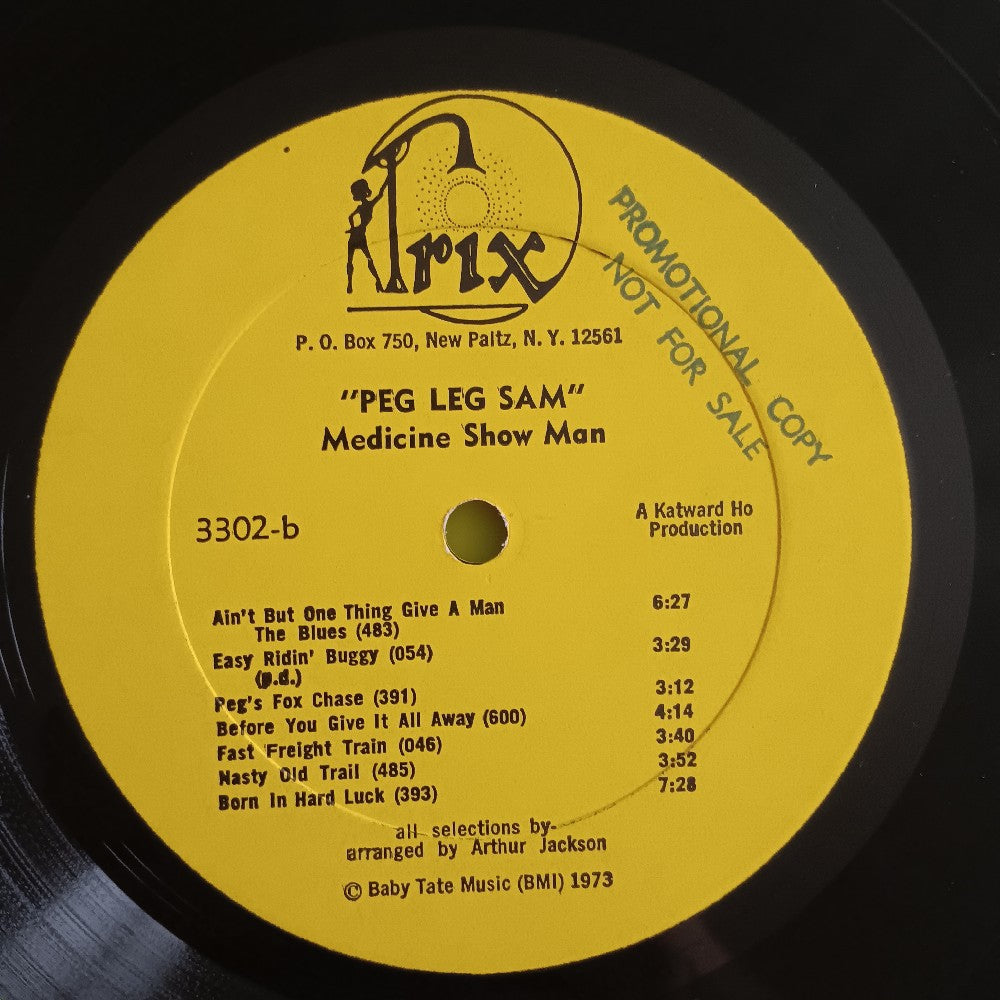 Trix
P. O. Box 750, New Paltz, N. Y. 12561
PROMOTIONAL COPY
NOT FOR SALE
"PEG LEG SAM"
Medicine Show Man
3302-b
A Katward Ho
Production
Ain't But One Thing Give A Man
The Blues (483) 6:27
Easy Ridin' Buggy (054) 3:29
(p.d.)
Peg's Fox Chase (391) 3:12
Before You Give It All Away (600) 4:14
Fast Freight Train (046) 3:40
Nasty Old Trail (485) 3:52
Born In Hard Luck (393) 7:28
all selections by-
arranged by Arthur Jackson
© Baby Tate Music (BMI) 1973